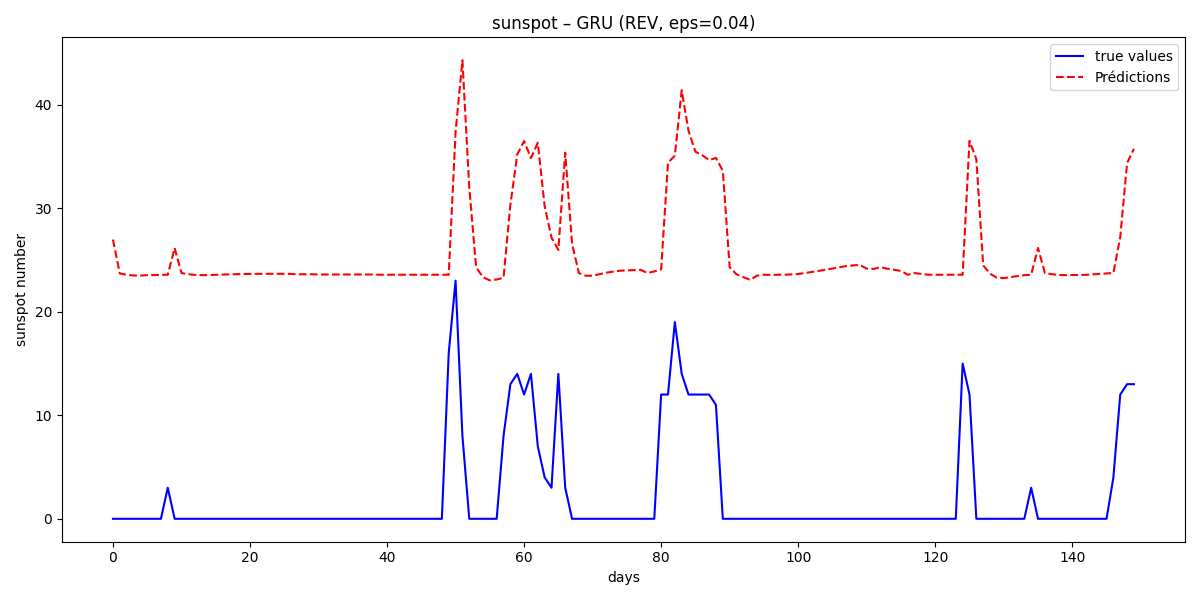 sunspot – GRU (REV, eps=0.04)
true values
Prédictions
sunspot number
40
30
20
10
0
0 20 40 60 80 100 120 140
days